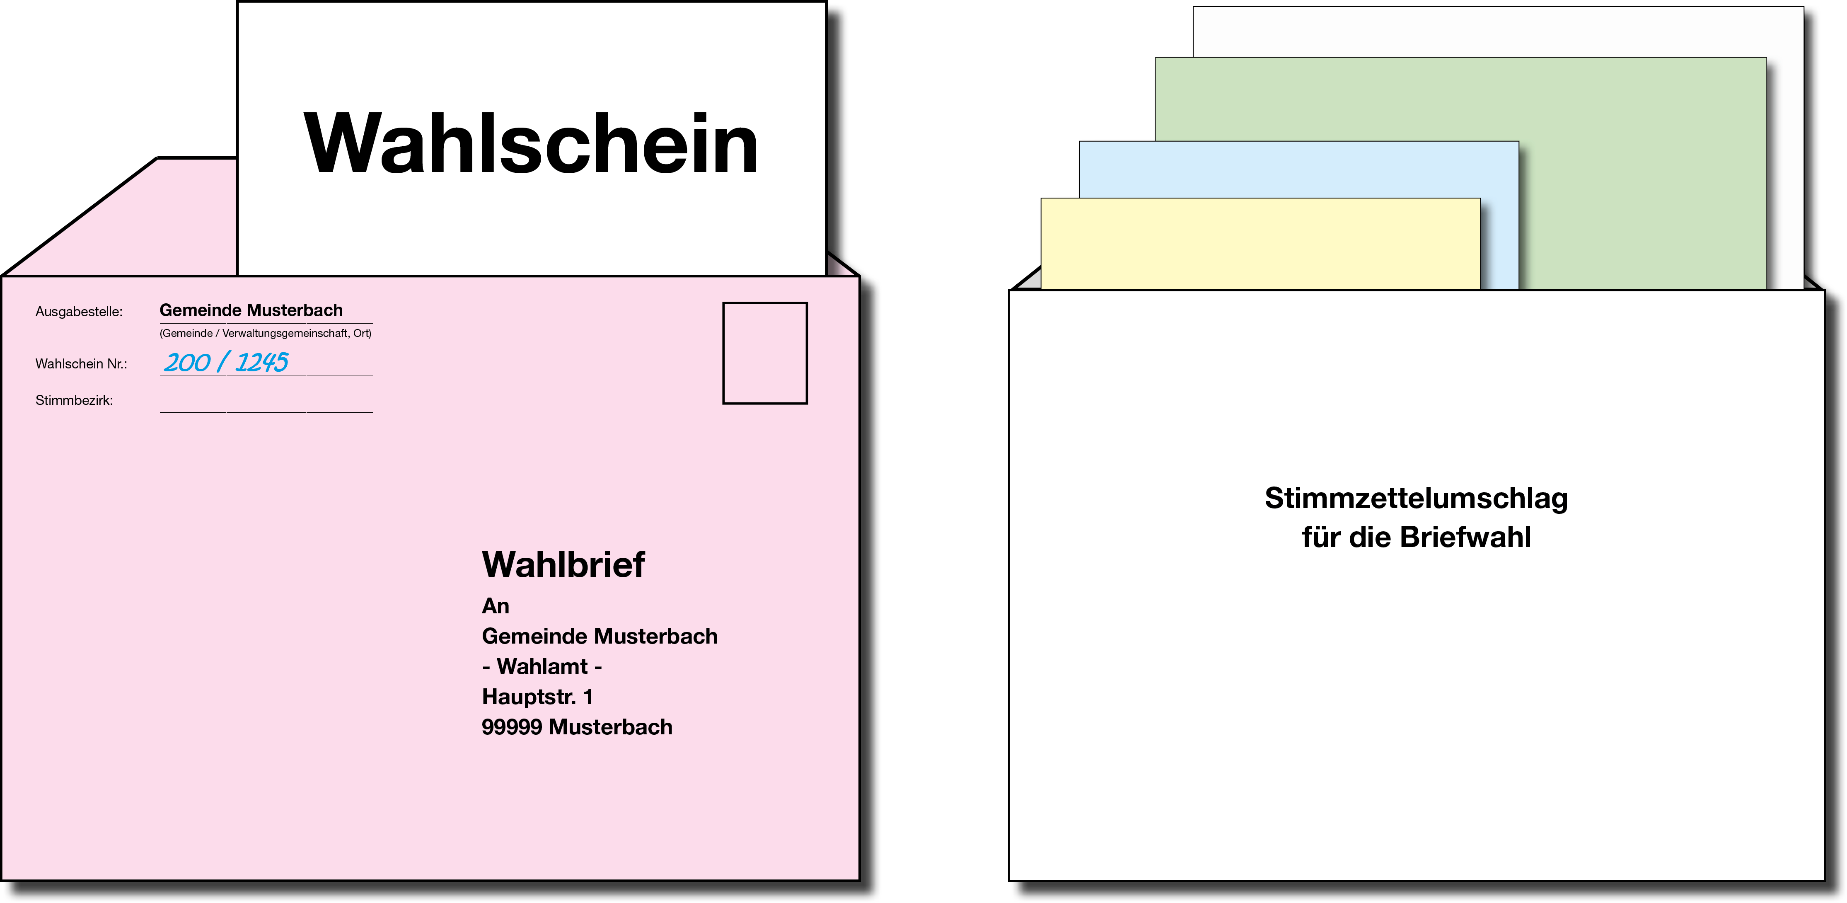 Wahlschein
Ausgabestelle: Gemeinde Musterbach
(Gemeinde / Verwaltungsgemeinschaft, Ort)
Wahlschein Nr.: 200 / 1245
Stimmbezirk:
Wahlbrief
An
Gemeinde Musterbach
- Wahlamt -
Hauptstr. 1
99999 Musterbach
Stimmzettelumschlag
für die Briefwahl